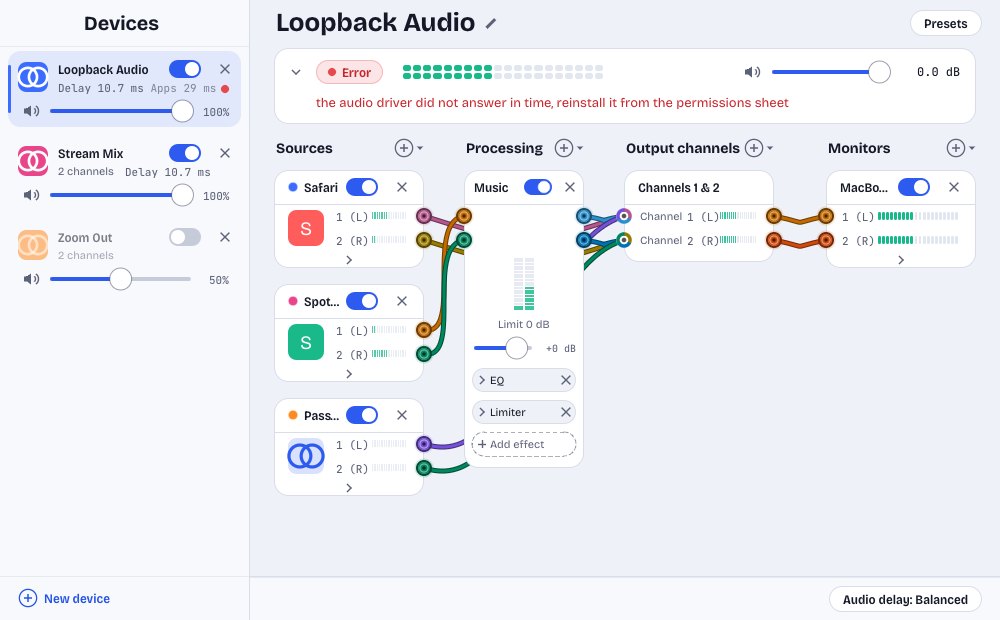 Devices
Loopback Audio
Delay 10.7 ms Apps 29 ms
100%
Stream Mix
2 channels Delay 10.7 ms
100%
Zoom Out
2 channels
50%
New device
Loopback Audio
Presets
Error
0.0 dB
the audio driver did not answer in time, reinstall it from the permissions sheet
Sources
Processing
Output channels
Monitors
Safari
S
1 (L)
2 (R)
Spot...
S
1 (L)
2 (R)
Pass...
1 (L)
2 (R)
Music
Limit 0 dB
+0 dB
EQ
Limiter
Add effect
Channels 1 & 2
Channel 1 (L)
Channel 2 (R)
MacBo...
1 (L)
2 (R)
Audio delay: Balanced